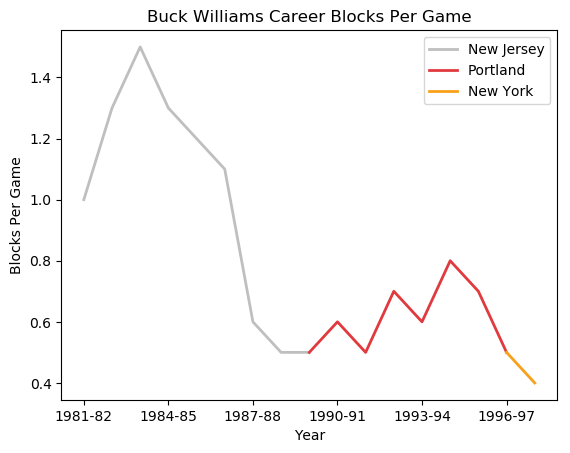 Buck Williams Career Blocks Per Game
New Jersey
Portland
New York
Blocks Per Game
1.4
1.2
1.0
0.8
0.6
0.4
1981-82 1984-85 1987-88 1990-91 1993-94 1996-97
Year